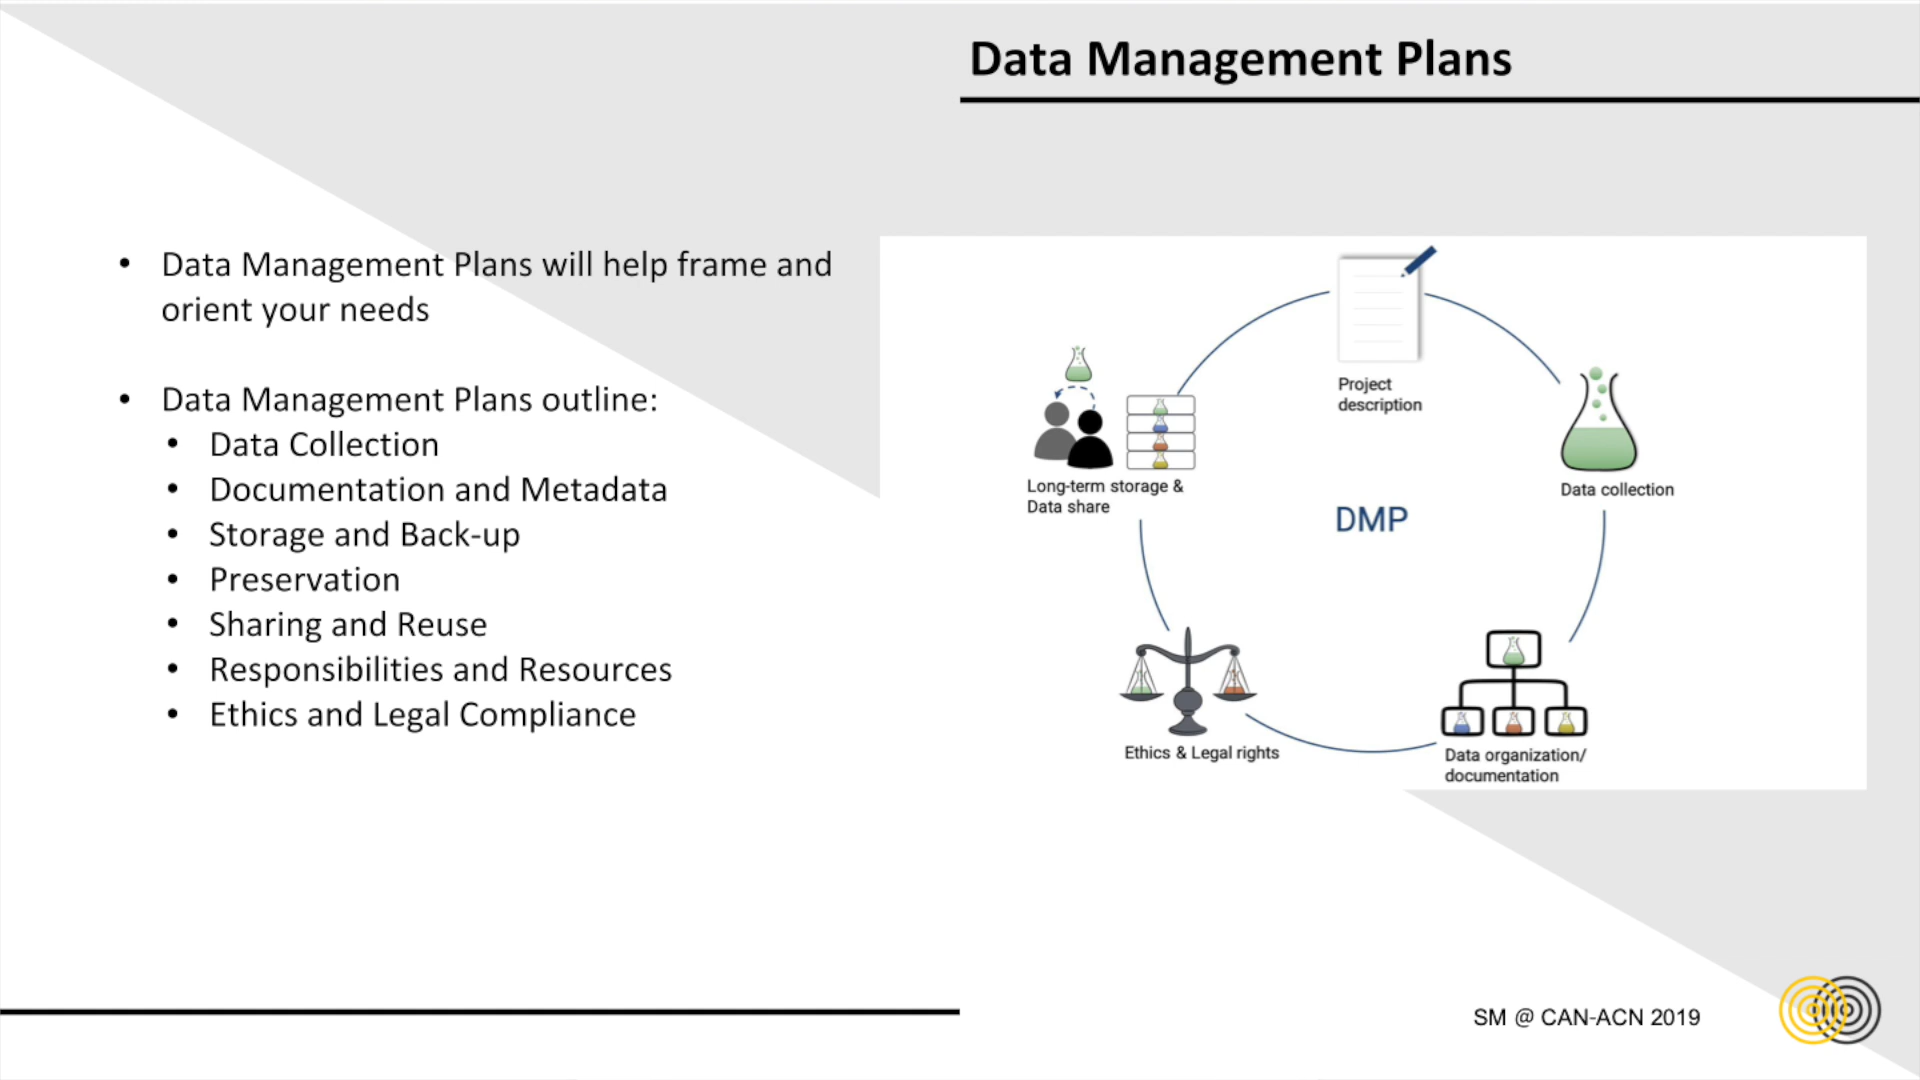 Data Management Plans
• Data Management Plans will help frame and
orient your needs
• Data Management Plans outline:
• Data Collection
• Documentation and Metadata
• Storage and Back-up
• Preservation
• Sharing and Reuse
• Responsibilities and Resources
• Ethics and Legal Compliance
Project
description
Data collection
Data organization/
documentation
Ethics & Legal rights
Long-term storage &
Data share
DMP
SM @ CAN-ACN 2019